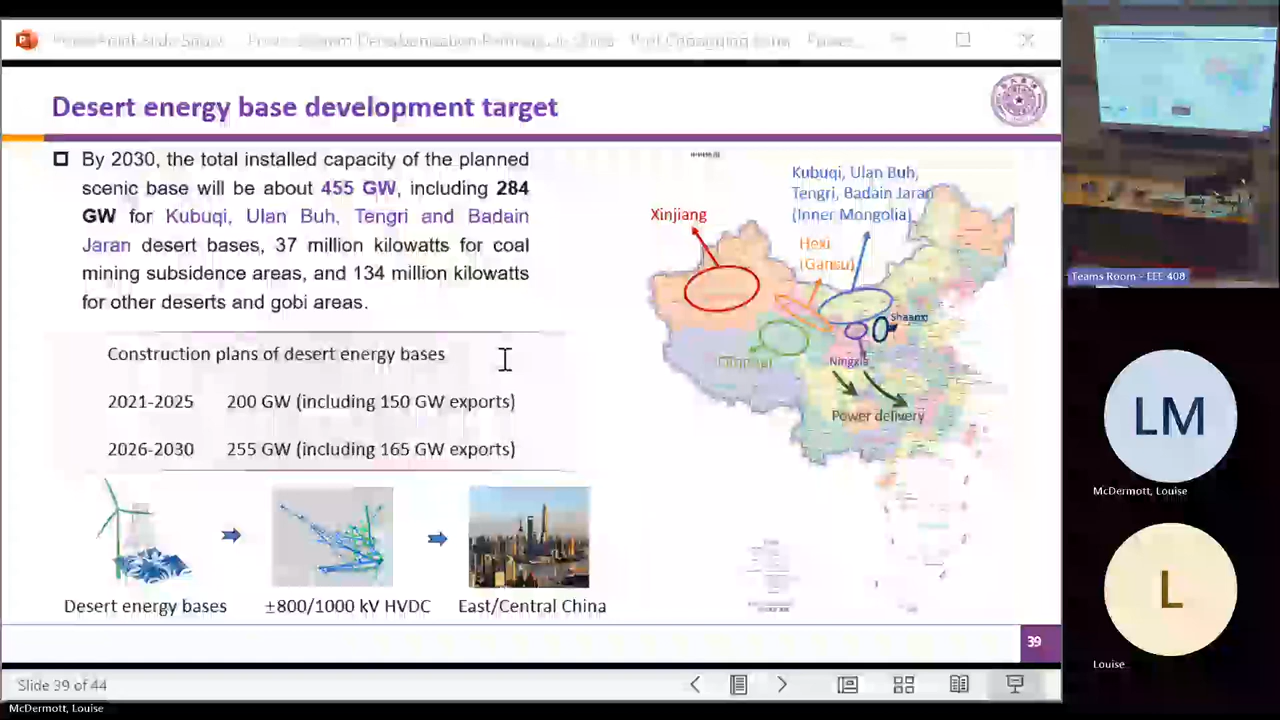 Desert energy base development target
By 2030, the total installed capacity of the planned
scenic base will be about 455 GW, including 284
GW for Kubuqi, Ulan Buh, Tengri and Badain
Jaran desert bases, 37 million kilowatts for coal
mining subsidence areas, and 134 million kilowatts
for other deserts and gobi areas.
Construction plans of desert energy bases
2021-2025 200 GW (including 150 GW exports)
2026-2030 255 GW (including 165 GW exports)
Desert energy bases
±800/1000 kV HVDC
East/Central China
Kubuqi, Ulan Buh,
Tengri, Badain Jaran
(Inner Mongolia)
Xinjiang
Hexi
(Gansu)
Shaanxi
Ningxia
Power delivery
39
Slide 39 of 44
McDermott, Louise
Teams Room - EEE 408
LM
McDermott, Louise
L
Louise